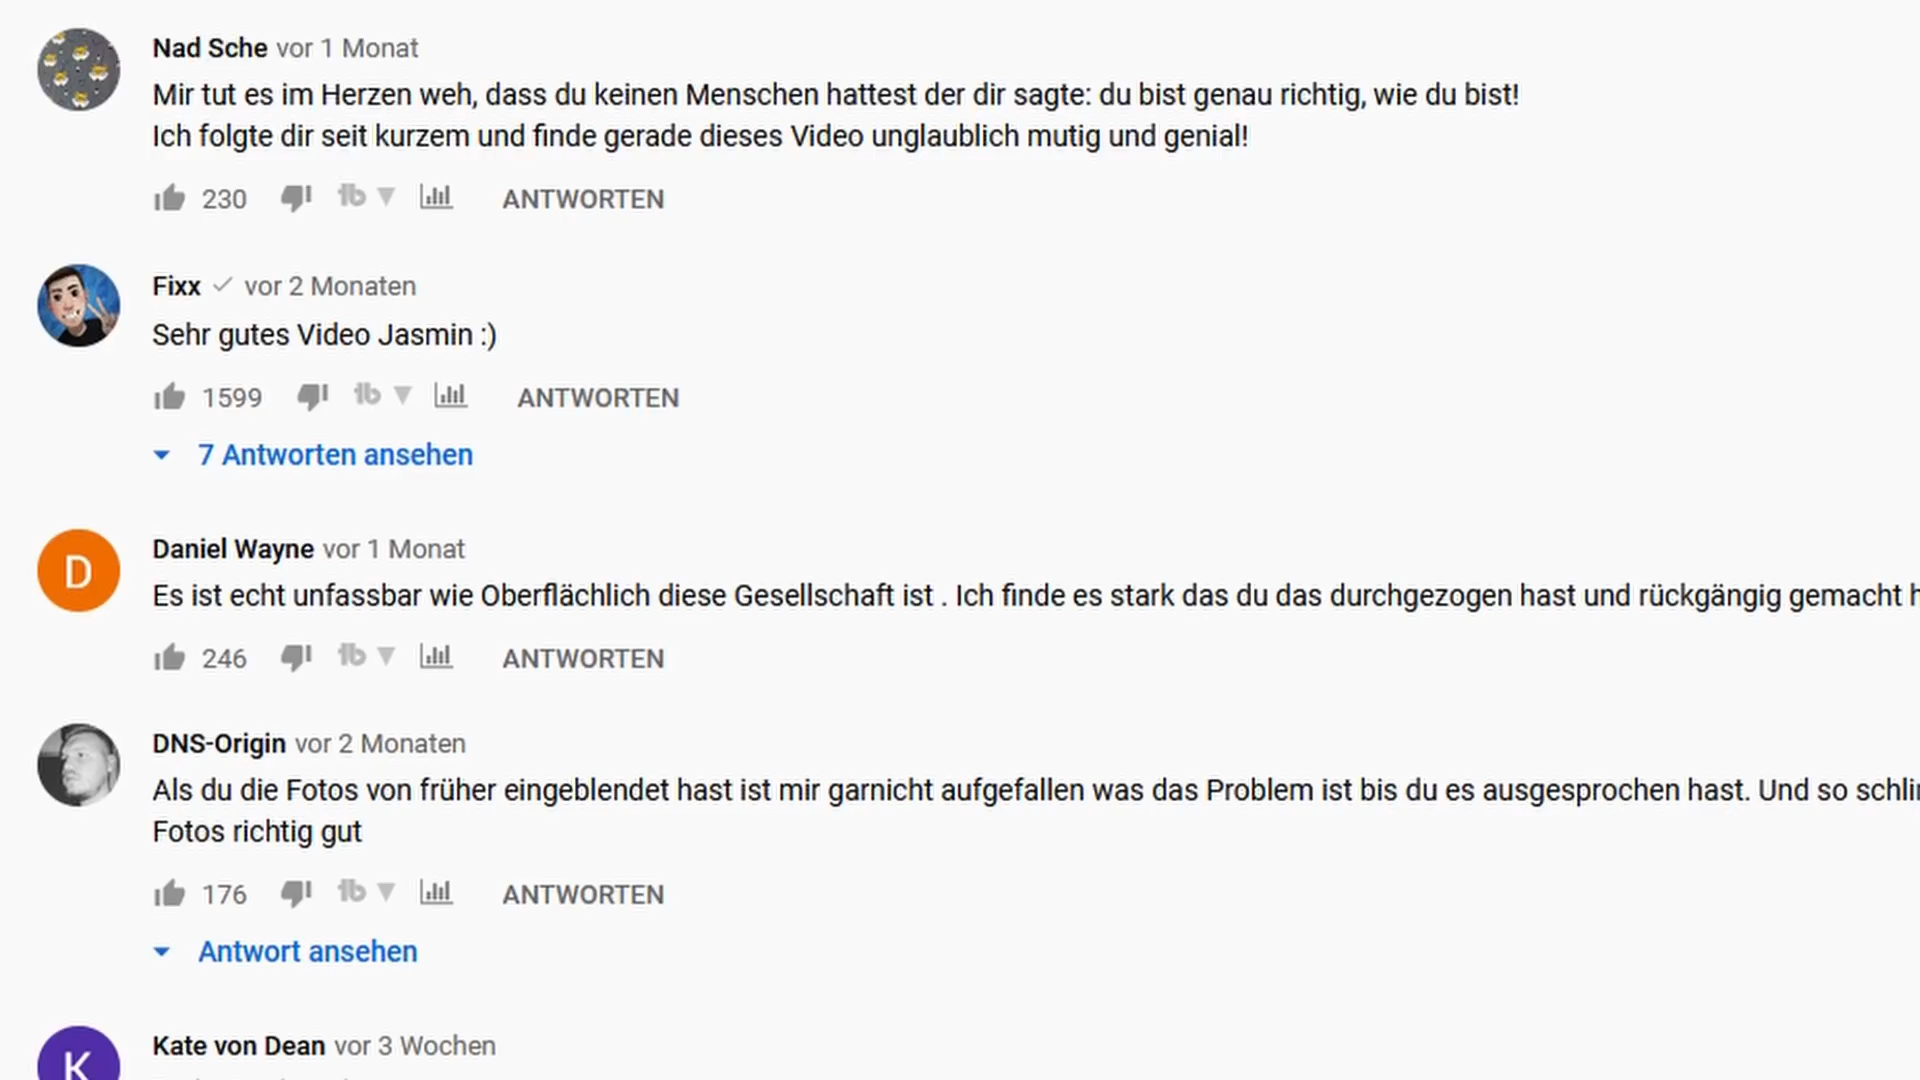 Nad Sche vor 1 Monat
Mir tut es im Herzen weh, dass du keinen Menschen hattest der dir sagte: du bist genau richtig, wie du bist!
Ich folgte dir seit kurzem und finde gerade dieses Video unglaublich mutig und genial!
230 ANTWORTEN
Fixx vor 2 Monaten
Sehr gutes Video Jasmin :)
1599 ANTWORTEN
7 Antworten ansehen
D
Daniel Wayne vor 1 Monat
Es ist echt unfassbar wie Oberflächlich diese Gesellschaft ist . Ich finde es stark das du das durchgezogen hast und rückgängig gemacht
246 ANTWORTEN
DNS-Origin vor 2 Monaten
Als du die Fotos von früher eingeblendet hast ist mir garnicht aufgefallen was das Problem ist bis du es ausgesprochen hast. Und so
Fotos richtig gut
176 ANTWORTEN
Antwort ansehen
K
Kate von Dean vor 3 Wochen